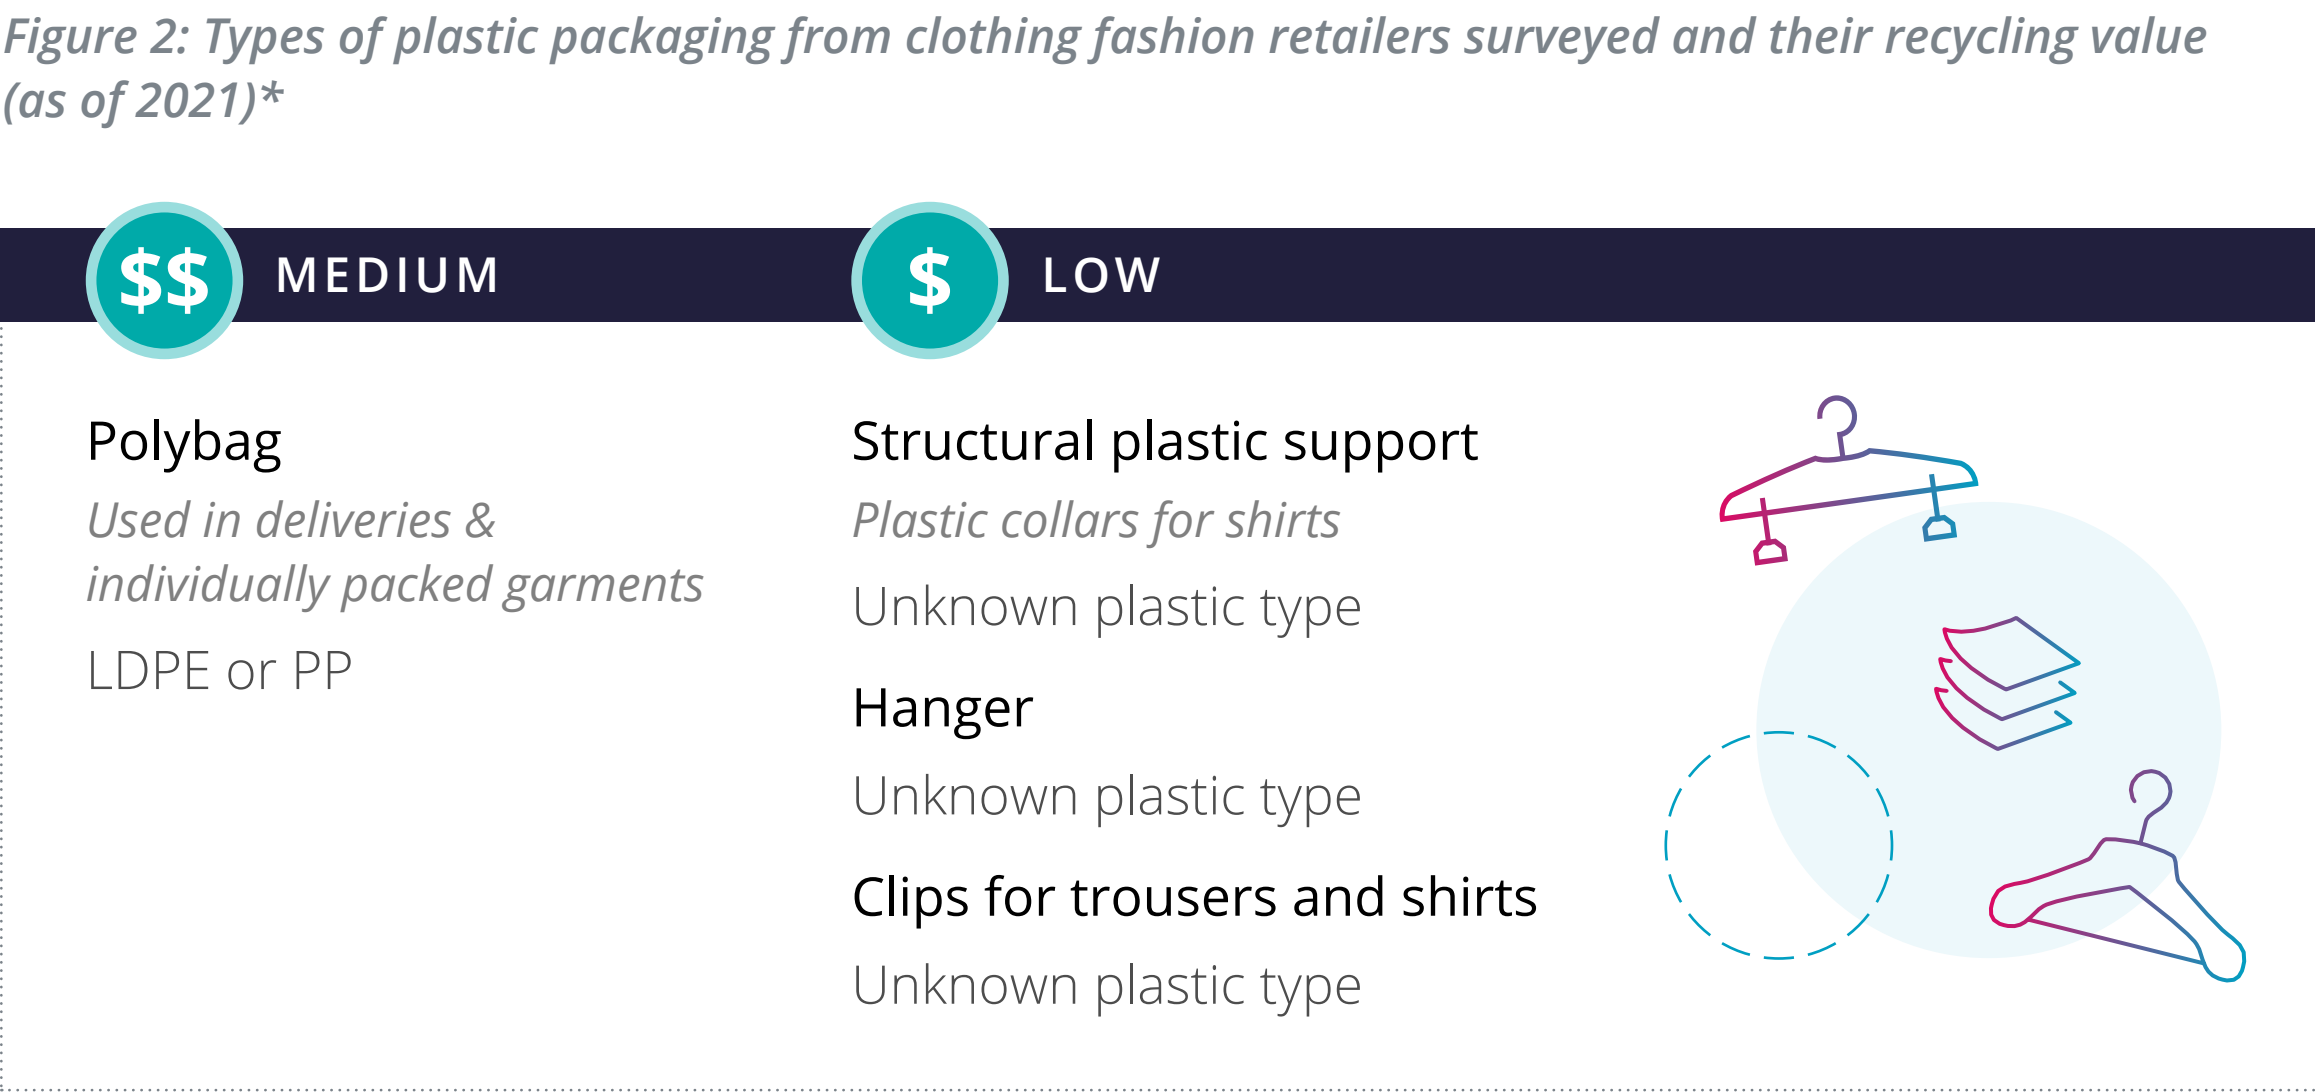 Figure 2: Types of plastic packaging from clothing fashion retailers surveyed and their recycling value
(as of 2021)*
$$ MEDIUM
Polybag
Used in deliveries &
individually packed garments
LDPE or PP
$ LOW
Structural plastic support
Plastic collars for shirts
Unknown plastic type
Hanger
Unknown plastic type
Clips for trousers and shirts
Unknown plastic type